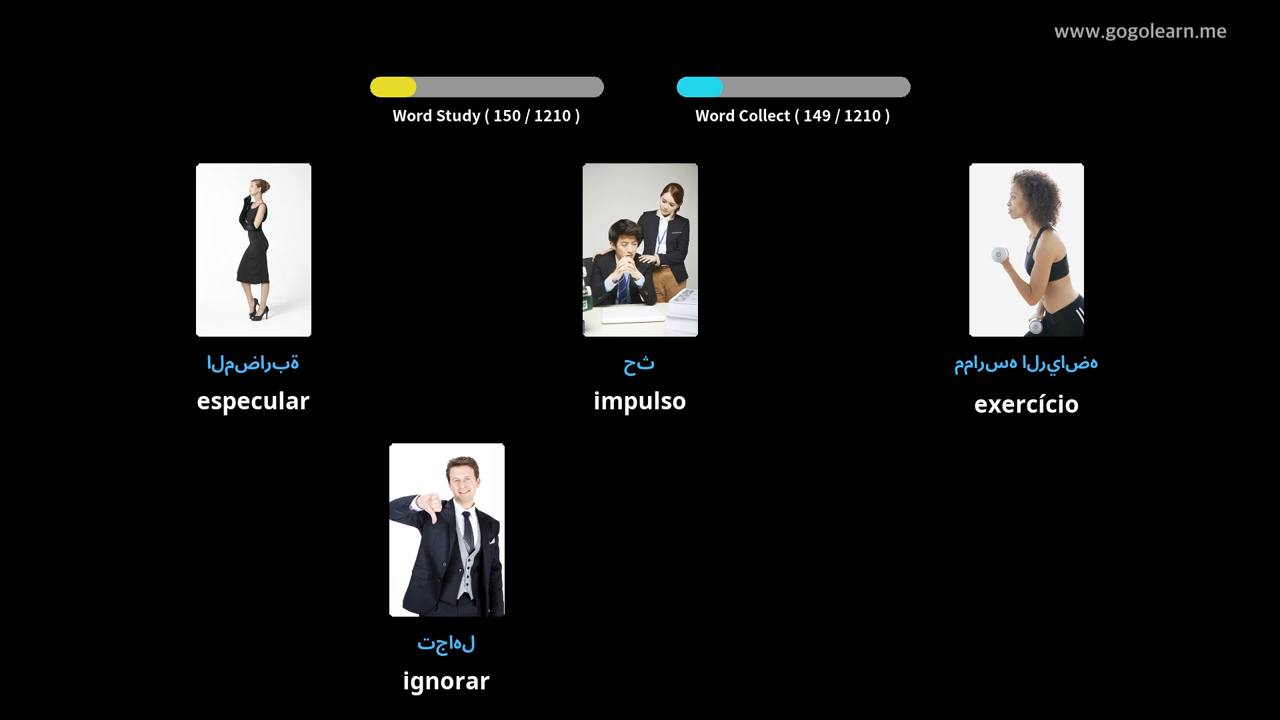 www.gogolearn.me
Word Study ( 150 / 1210 )
Word Collect ( 149 / 1210 )
المضاربة
especular
حث
impulso
ممارسه الرياضه
exercício
تجاهل
ignorar